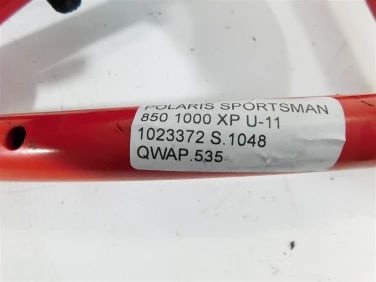 POLARIS SPORTSMAN
850 1000 XP U-11
1023372 S.1048
QWAP.535